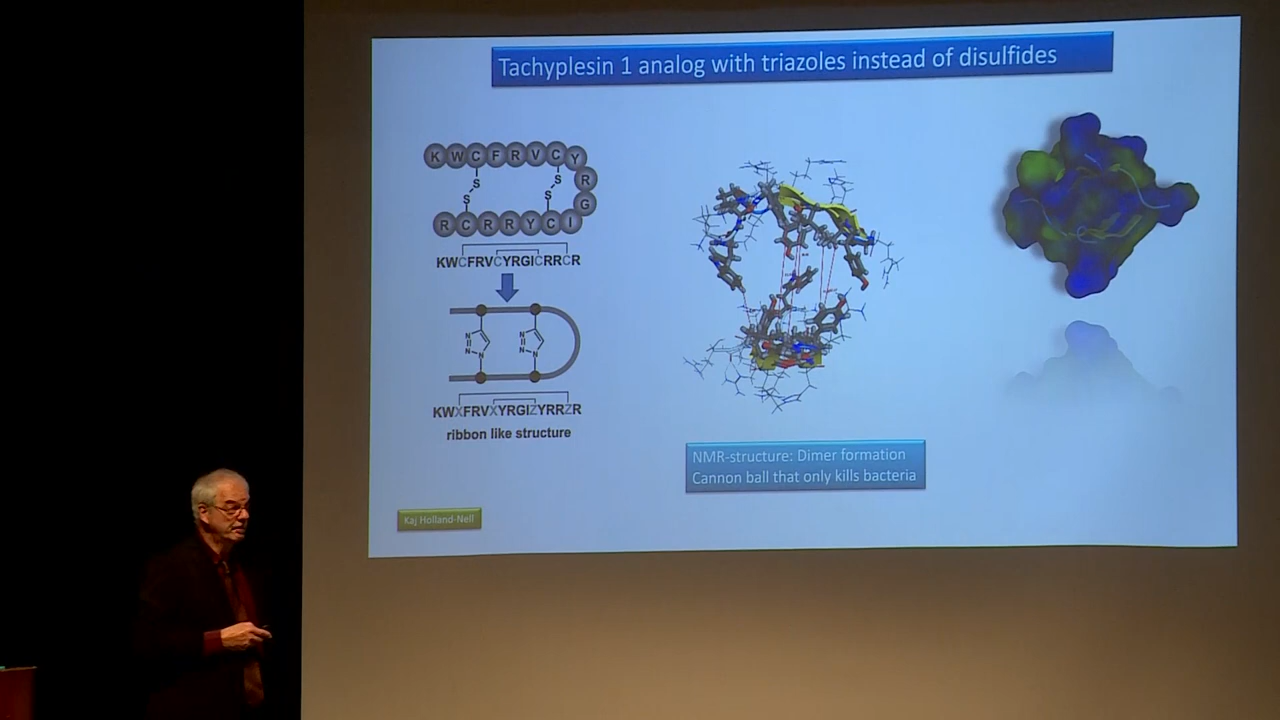 Tachyplesin 1 analog with triazoles instead of disulfides
K W C F R V C Y
R
G
S S
S S
R C R R Y C I
KWCFRVCYRGICRRCR
N N N
N N N
KWXFRVXYRGIZYRRZR
ribbon like structure
NMR-structure: Dimer formation
Cannon ball that only kills bacteria
Kaj Holland-Nell